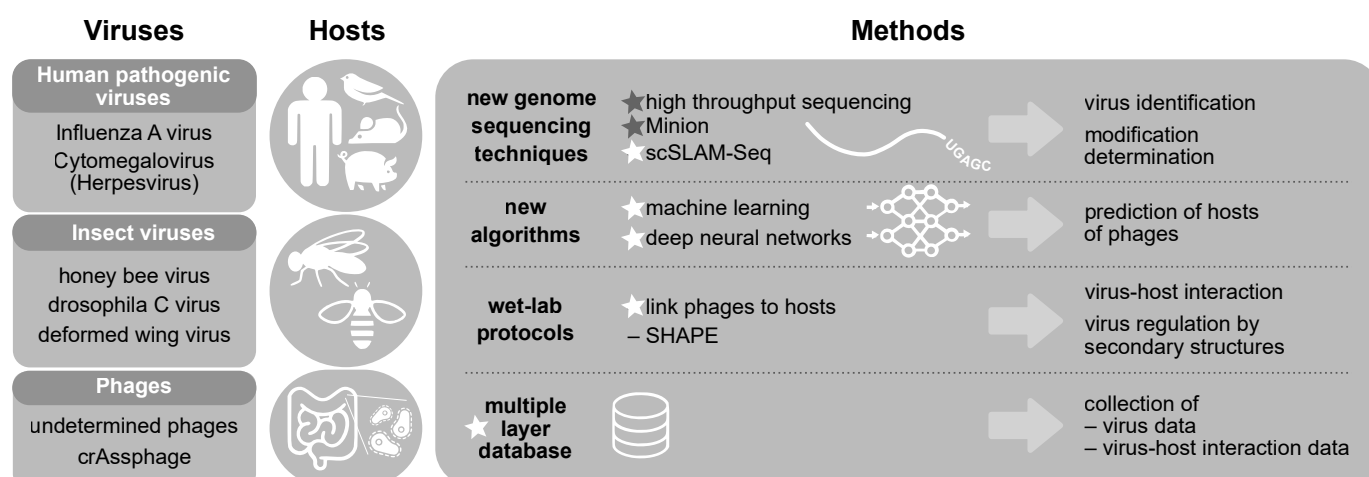 Viruses
Hosts
Methods
Human pathogenic
viruses
Influenza A virus
Cytomegalovirus
(Herpesvirus)
Insect viruses
honey bee virus
drosophila C virus
deformed wing virus
Phages
undetermined phages
crAssphage
new genome
sequencing
techniques
high throughput sequencing
Minion
scSLAM-Seq
UGAGC
virus identification
modification
determination
new
algorithms
machine learning
deep neural networks
prediction of hosts
of phages
wet-lab
protocols
link phages to hosts
– SHAPE
virus-host interaction
virus regulation by
secondary structures
multiple
layer
database
collection of
– virus data
– virus-host interaction data